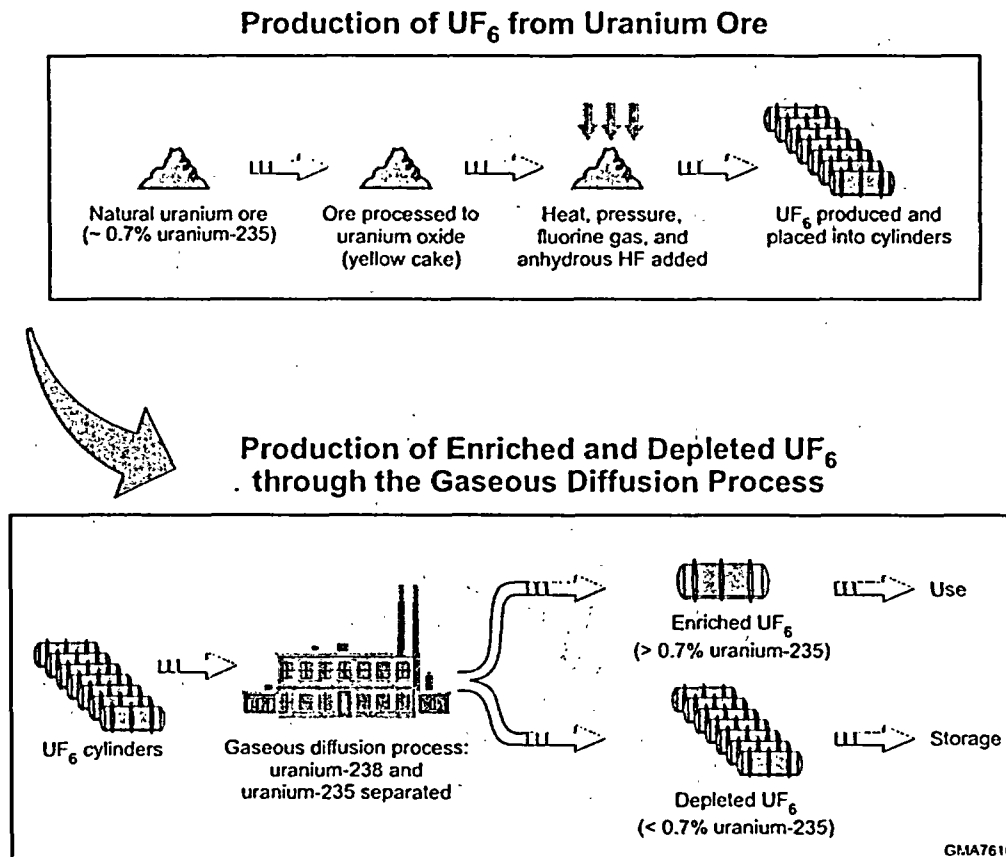 Production of UF6 from Uranium Ore
Natural uranium ore
(~ 0.7% uranium-235)
Ore processed to
uranium oxide
(yellow cake)
Heat, pressure,
fluorine gas, and
anhydrous HF added
UF6 produced and
placed into cylinders
Production of Enriched and Depleted UF6
through the Gaseous Diffusion Process
UF6 cylinders
Gaseous diffusion process:
uranium-238 and
uranium-235 separated
Enriched UF6
(> 0.7% uranium-235)
Use
Depleted UF6
(< 0.7% uranium-235)
Storage